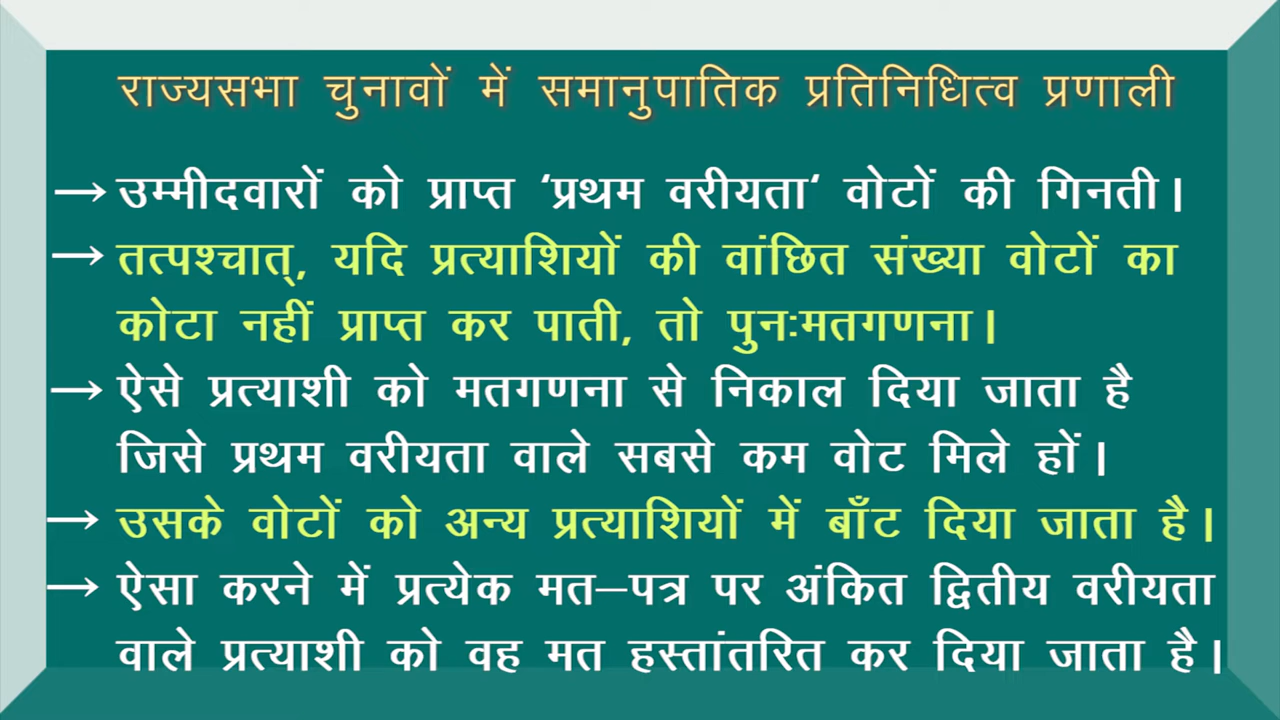 राज्यसभा चुनावों में समानुपातिक प्रतिनिधित्व प्रणाली
→ उम्मीदवारों को प्राप्त ‘प्रथम वरीयता‘ वोटों की गिनती।
→ तत्पश्चात्, यदि प्रत्याशियों की वांछित संख्या वोटों का
कोटा नहीं प्राप्त कर पाती, तो पुनःमतगणना।
→ ऐसे प्रत्याशी को मतगणना से निकाल दिया जाता है
जिसे प्रथम वरीयता वाले सबसे कम वोट मिले हों।
→ उसके वोटों को अन्य प्रत्याशियों में बाँट दिया जाता है।
→ ऐसा करने में प्रत्येक मत–पत्र पर अंकित द्वितीय वरीयता
वाले प्रत्याशी को वह मत हस्तांतरित कर दिया जाता है।